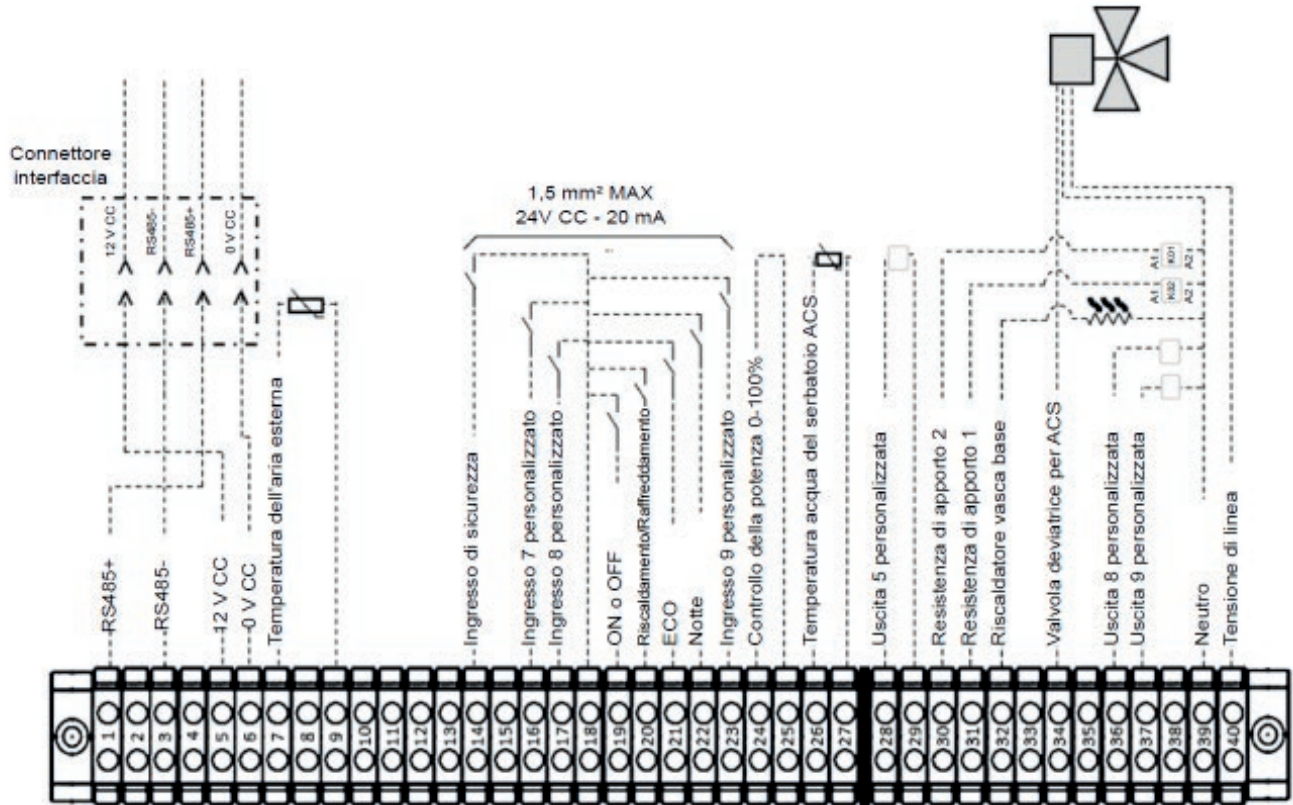 Connettore
interfaccia
12 V CC
RS485-
RS485+
0 V CC
1,5 mm² MAX
24V CC - 20 mA
A1
K01
A2
A1
K02
A2
RS485+
RS485-
12 V CC
0 V CC
Temperatura dell'aria esterna
Ingresso di sicurezza
Ingresso 7 personalizzato
Ingresso 8 personalizzato
ON o OFF
Riscaldamento/Raffreddamento
ECO
Notte
Ingresso 9 personalizzato
Controllo della potenza 0-100%
Temperatura acqua del serbatoio ACS
Uscita 5 personalizzata
Resistenza di apporto 2
Resistenza di apporto 1
Riscaldatore vasca base
Valvola deviatrice per ACS
Uscita 8 personalizzata
Uscita 9 personalizzata
Neutro
Tensione di linea
1 2 3 4 5 6 7 8 9 10 11 12 13 14 15 16 17 18 19 20 21 22 23 24 25 26 27 28 29 30 31 32 33 34 35 36 37 38 39 40